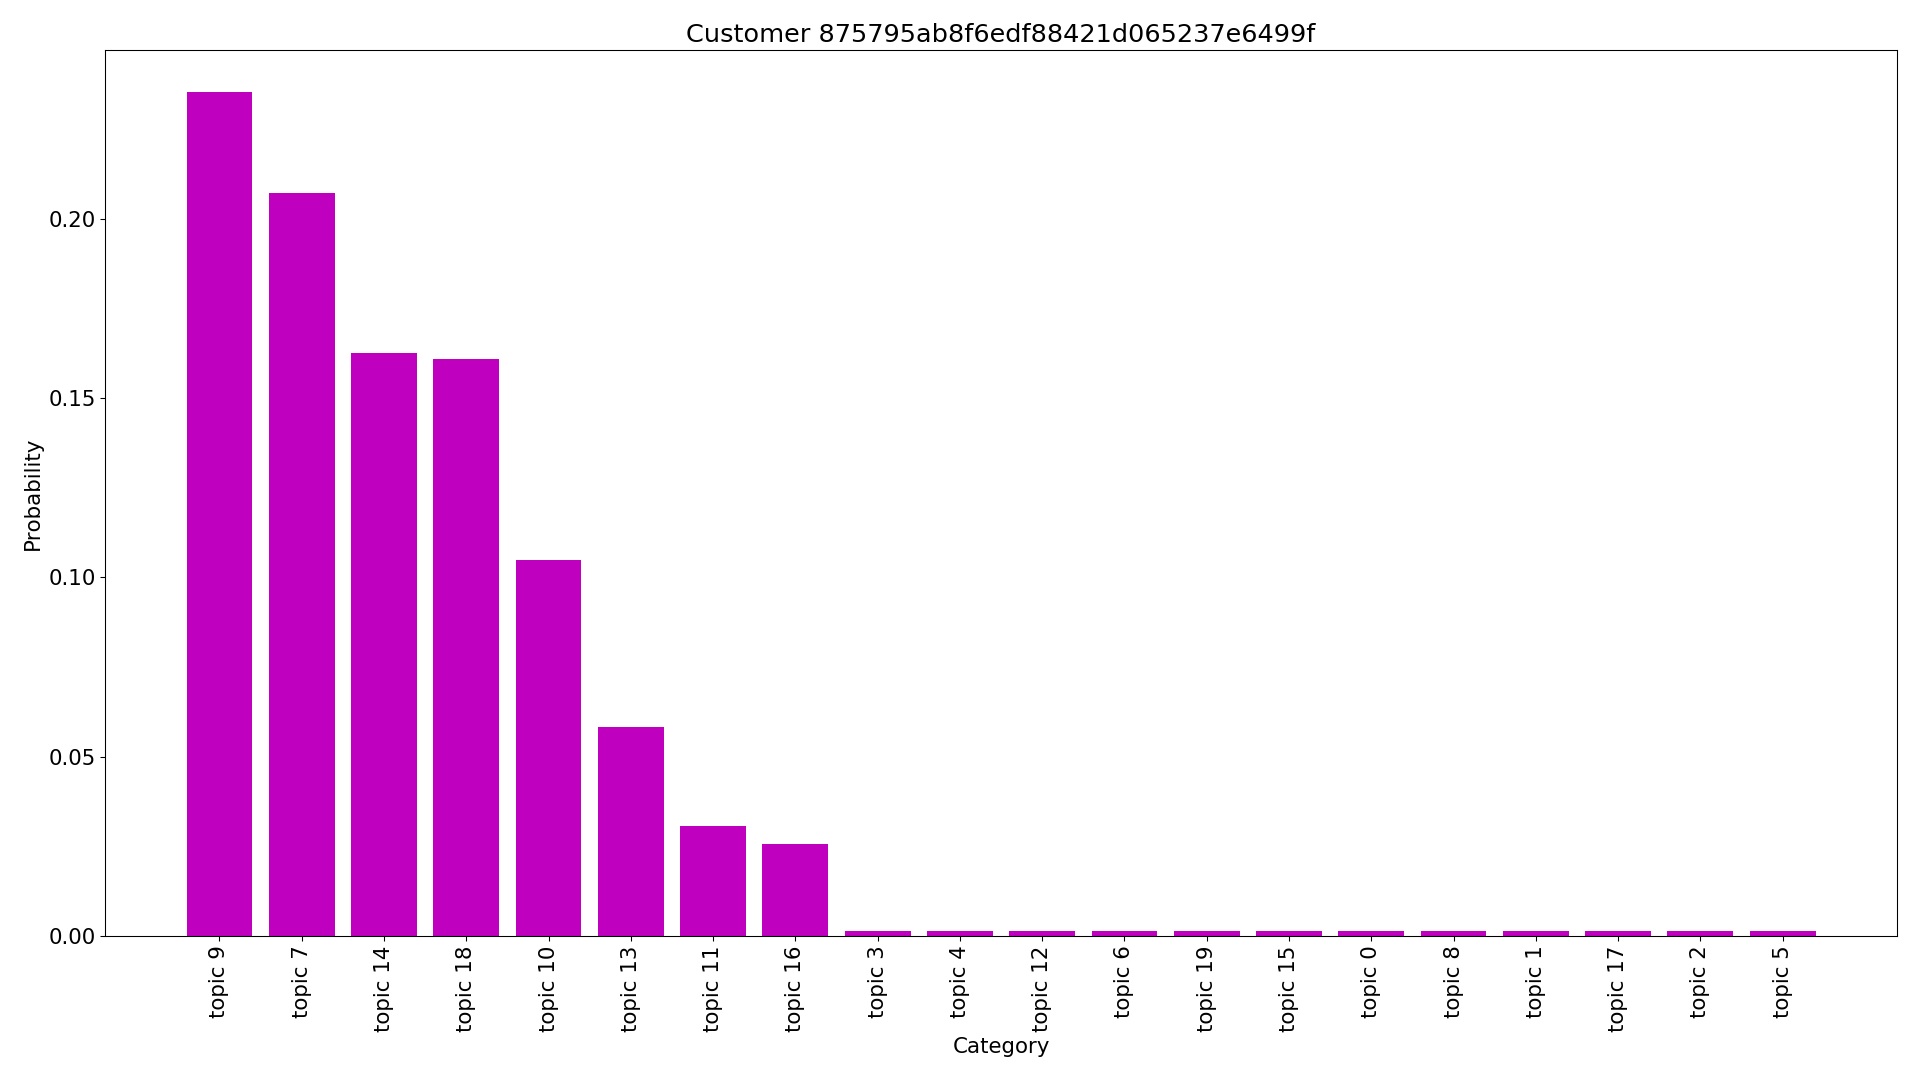 Customer 875795ab8f6edf88421d065237e6499f
Probability
0.20
0.15
0.10
0.05
0.00
topic 9
topic 7
topic 14
topic 18
topic 10
topic 13
topic 11
topic 16
topic 3
topic 4
topic 12
topic 6
topic 19
topic 15
topic 0
topic 8
topic 1
topic 17
topic 2
topic 5
Category